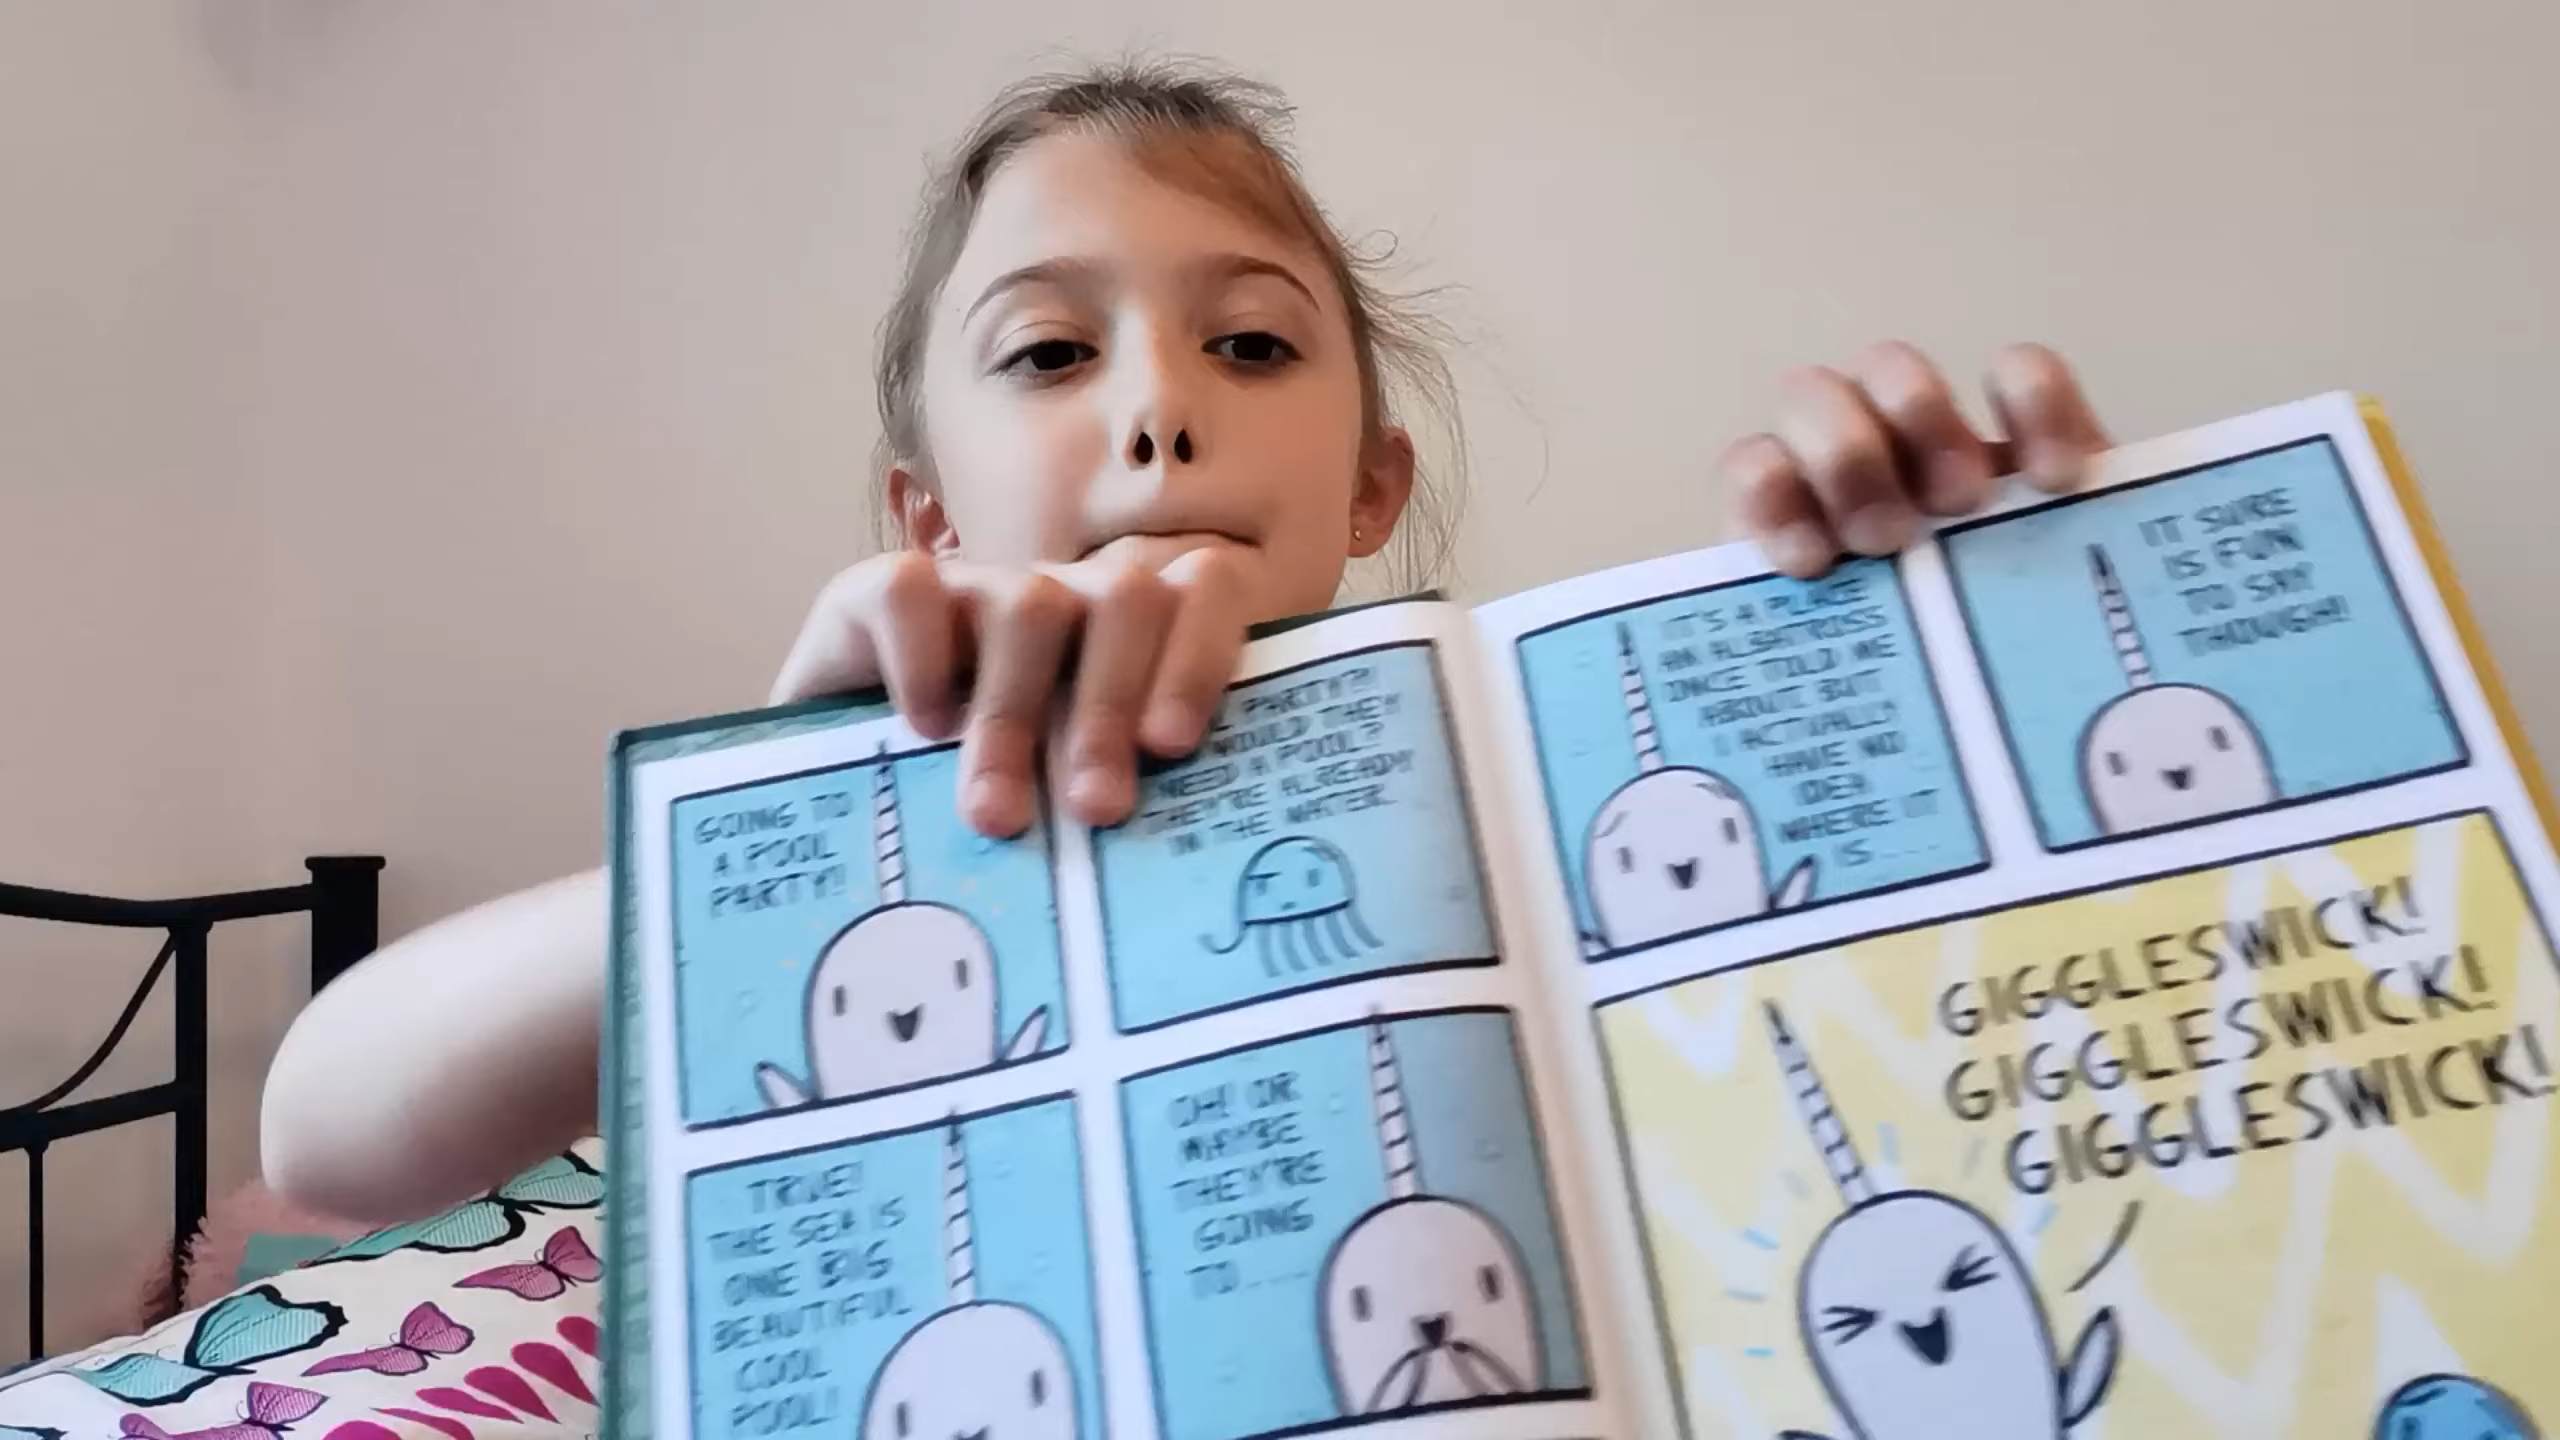 GOING TO
A POOL
PARTY!
PARTY?!
WOULD THEY
NEED A POOL?
THEY'RE ALREADY
IN THE WATER.
TRUE!
THE SEA IS
ONE BIG
BEAUTIFUL
COOL
POOL!
OH! OR
MAYBE
THEY'RE
GOING
TO....
IT'S A PLACE
AN ALBATROSS
ONCE TOLD ME
ABOUT BUT
I ACTUALLY
HAVE NO
IDEA
WHERE IT
IS....
IT SURE
IS FUN
TO SAY
THOUGH!
GIGGLESWICK!
GIGGLESWICK!
GIGGLESWICK!